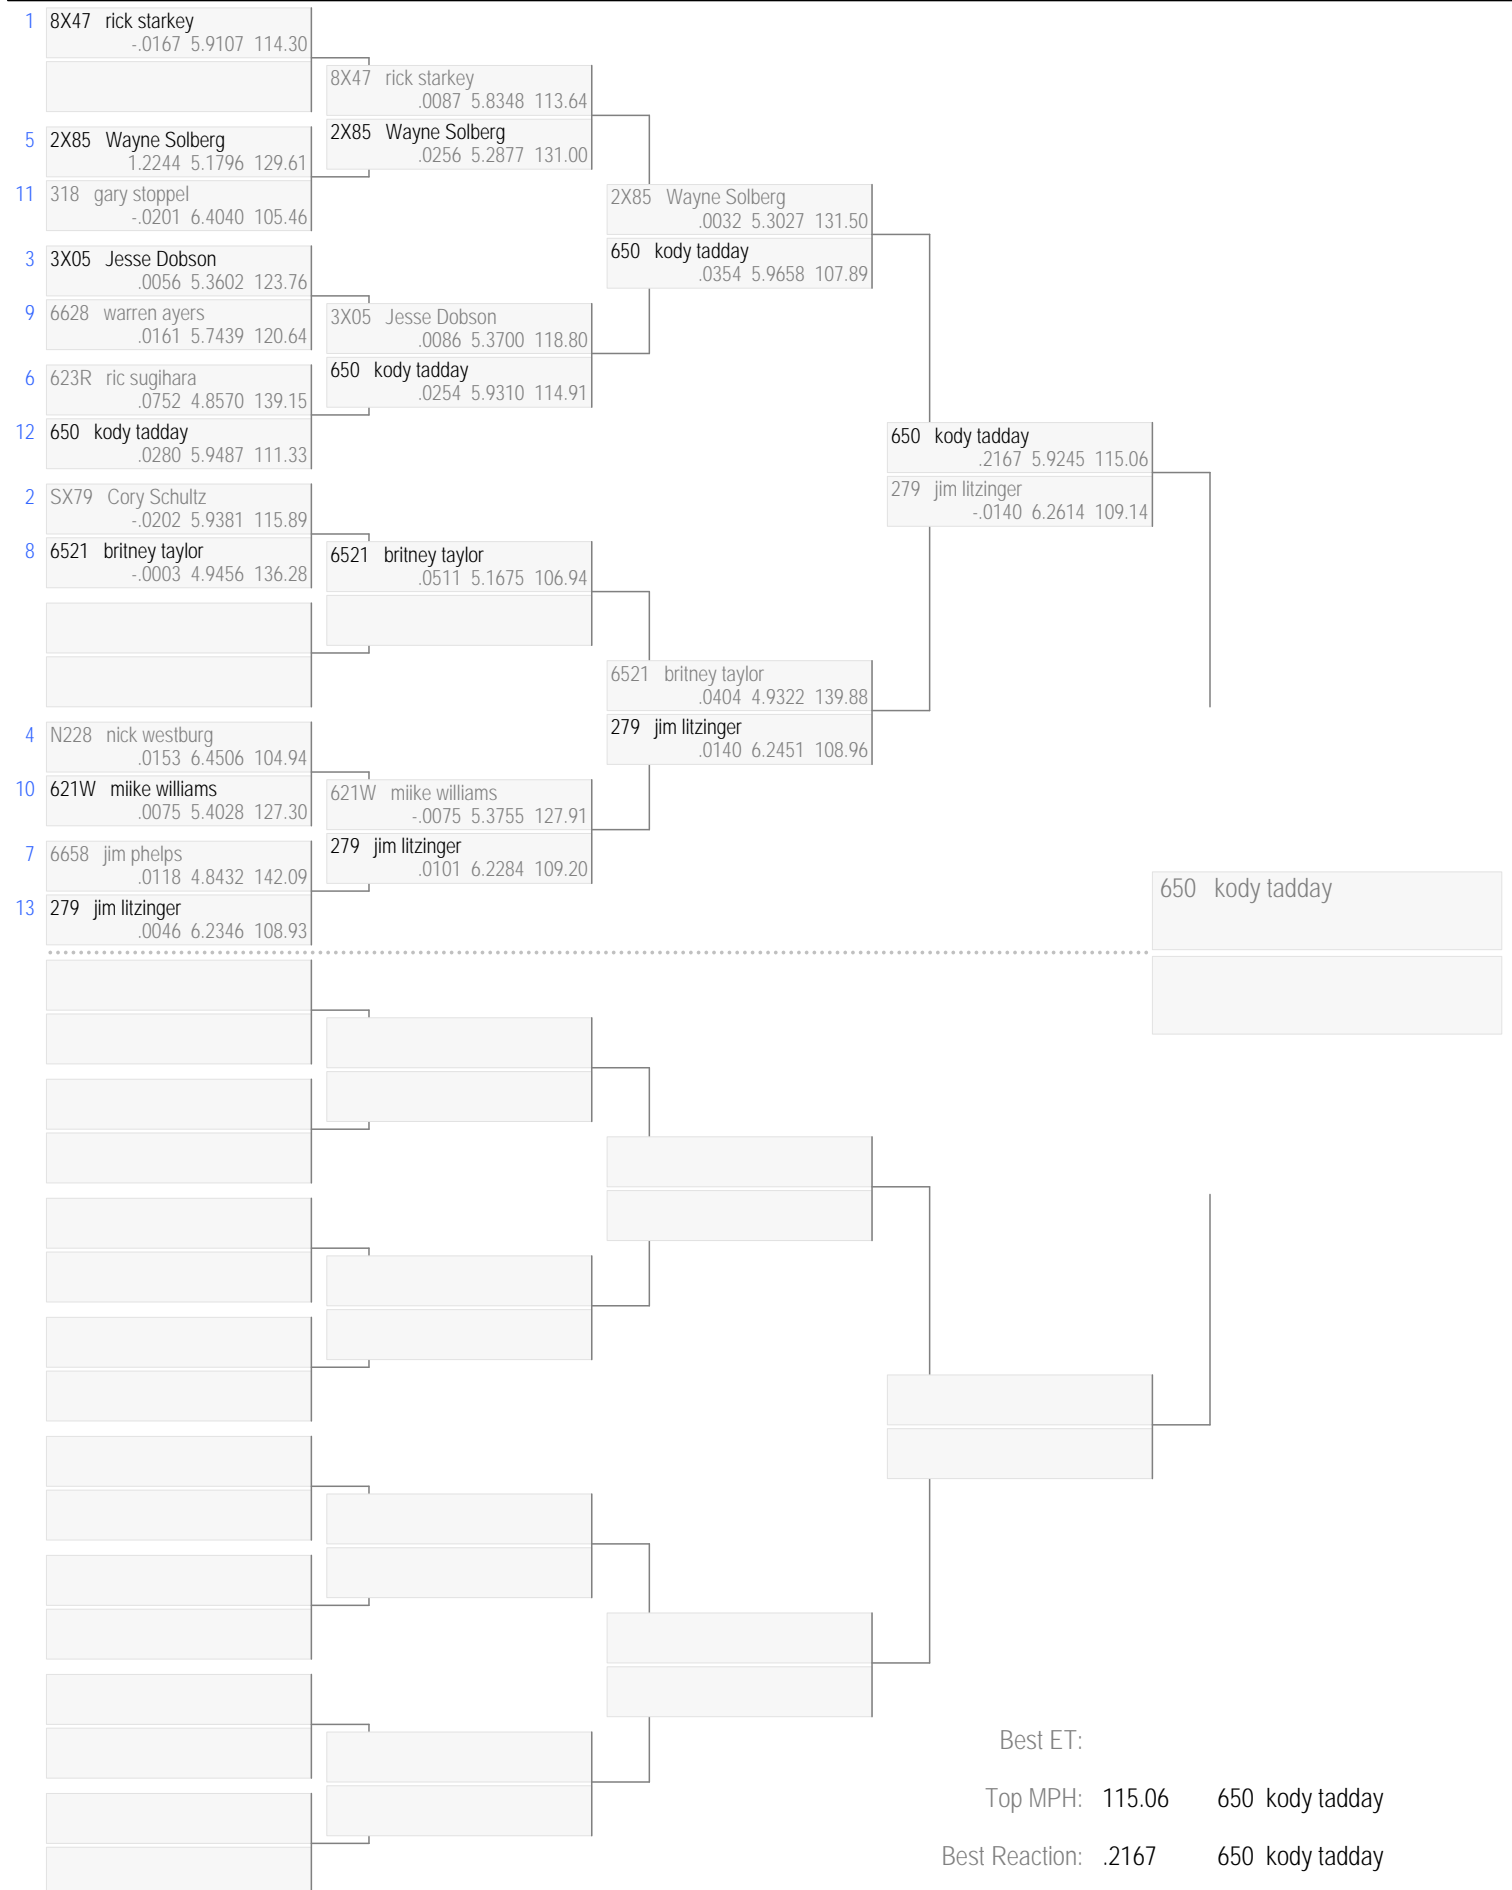 1 8X47 rick starkey
-.0167 5.9107 114.30
5 2X85 Wayne Solberg
1.2244 5.1796 129.61
11 318 gary stoppel
-.0201 6.4040 105.46
3 3X05 Jesse Dobson
.0056 5.3602 123.76
9 6628 warren ayers
.0161 5.7439 120.64
6 623R ric sugihara
.0752 4.8570 139.15
12 650 kody tadday
.0280 5.9487 111.33
2 SX79 Cory Schultz
-.0202 5.9381 115.89
8 6521 britney taylor
-.0003 4.9456 136.28
4 N228 nick westburg
.0153 6.4506 104.94
10 621W miike williams
.0075 5.4028 127.30
7 6658 jim phelps
.0118 4.8432 142.09
13 279 jim litzinger
.0046 6.2346 108.93
8X47 rick starkey
.0087 5.8348 113.64
2X85 Wayne Solberg
.0256 5.2877 131.00
3X05 Jesse Dobson
.0086 5.3700 118.80
650 kody tadday
.0254 5.9310 114.91
6521 britney taylor
.0511 5.1675 106.94
621W miike williams
-.0075 5.3755 127.91
279 jim litzinger
.0101 6.2284 109.20
2X85 Wayne Solberg
.0032 5.3027 131.50
650 kody tadday
.0354 5.9658 107.89
6521 britney taylor
.0404 4.9322 139.88
279 jim litzinger
.0140 6.2451 108.96
650 kody tadday
.2167 5.9245 115.06
279 jim litzinger
-.0140 6.2614 109.14
650 kody tadday
Best ET:
Top MPH: 115.06 650 kody tadday
Best Reaction: .2167 650 kody tadday